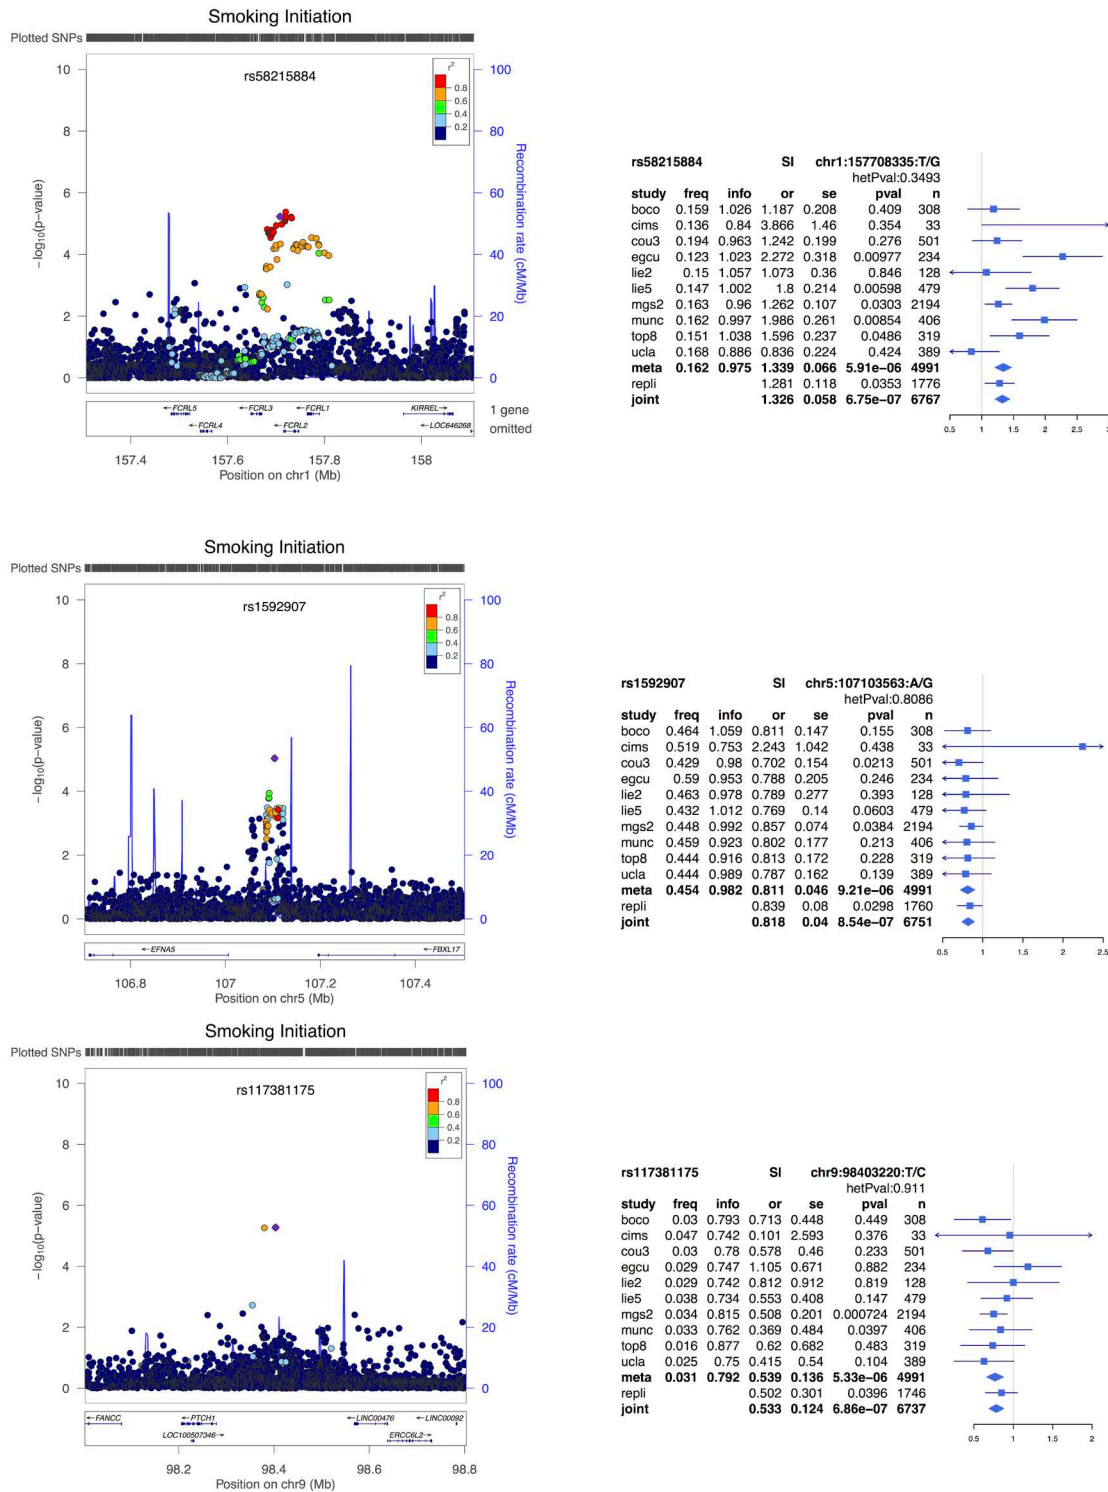 Smoking Initiation
Plotted SNPs
rs58215884
r²
0.8
0.6
0.4
0.2
10
8
6
4
2
0
− log10(p−value)
100
80
60
40
20
0
Recombination rate (cM/Mb)
←FCRL5 ←FCRL3 ←FCRL1 KIRREL→ 1 gene
←FCRL4 ←FCRL2 ←LOC646268 omitted
157.4 157.6 157.8 158
Position on chr1 (Mb)
rs58215884 SI chr1:157708335:T/G
hetPval:0.3493
study freq info or se pval n
boco 0.159 1.026 1.187 0.208 0.409 308
cims 0.136 0.84 3.866 1.46 0.354 33
cou3 0.194 0.963 1.242 0.199 0.276 501
egcu 0.123 1.023 2.272 0.318 0.00977 234
lie2 0.15 1.057 1.073 0.36 0.846 128
lie5 0.147 1.002 1.8 0.214 0.00598 479
mgs2 0.163 0.96 1.262 0.107 0.0303 2194
munc 0.162 0.997 1.986 0.261 0.00854 406
top8 0.151 1.038 1.596 0.237 0.0486 319
ucla 0.168 0.886 0.836 0.224 0.424 389
meta 0.162 0.975 1.339 0.066 5.91e−06 4991
repli 1.281 0.118 0.0353 1776
joint 1.326 0.058 6.75e−07 6767
0.5 1 1.5 2 2.5 3
Smoking Initiation
Plotted SNPs
rs1592907
r²
0.8
0.6
0.4
0.2
10
8
6
4
2
0
− log10(p−value)
100
80
60
40
20
0
Recombination rate (cM/Mb)
←EFNA5 ←FBXL17
106.8 107 107.2 107.4
Position on chr5 (Mb)
rs1592907 SI chr5:107103563:A/G
hetPval:0.8086
study freq info or se pval n
boco 0.464 1.059 0.811 0.147 0.155 308
cims 0.519 0.753 2.243 1.042 0.438 33
cou3 0.429 0.98 0.702 0.154 0.0213 501
egcu 0.59 0.953 0.788 0.205 0.246 234
lie2 0.463 0.978 0.789 0.277 0.393 128
lie5 0.432 1.012 0.769 0.14 0.0603 479
mgs2 0.448 0.992 0.857 0.074 0.0384 2194
munc 0.459 0.923 0.802 0.177 0.213 406
top8 0.444 0.916 0.813 0.172 0.228 319
ucla 0.444 0.989 0.787 0.162 0.139 389
meta 0.454 0.982 0.811 0.046 9.21e−06 4991
repli 0.839 0.08 0.0298 1760
joint 0.818 0.04 8.54e−07 6751
0.5 1 1.5 2 2.5
Smoking Initiation
Plotted SNPs
rs117381175
r²
0.8
0.6
0.4
0.2
10
8
6
4
2
0
− log10(p−value)
100
80
60
40
20
0
Recombination rate (cM/Mb)
←FANCC ←PTCH1 ←LINC00476 ←LINC00092
LOC100507346→ ERCC6L2→
98.2 98.4 98.6 98.8
Position on chr9 (Mb)
rs117381175 SI chr9:98403220:T/C
hetPval:0.911
study freq info or se pval n
boco 0.03 0.793 0.713 0.448 0.449 308
cims 0.047 0.742 0.101 2.593 0.376 33
cou3 0.03 0.78 0.578 0.46 0.233 501
egcu 0.029 0.747 1.105 0.671 0.882 234
lie2 0.029 0.742 0.812 0.912 0.819 128
lie5 0.038 0.734 0.553 0.408 0.147 479
mgs2 0.034 0.815 0.508 0.201 0.000724 2194
munc 0.033 0.762 0.369 0.484 0.0397 406
top8 0.016 0.877 0.62 0.682 0.483 319
ucla 0.025 0.75 0.415 0.54 0.104 389
meta 0.031 0.792 0.539 0.136 5.33e−06 4991
repli 0.502 0.301 0.0396 1746
joint 0.533 0.124 6.86e−07 6737
0.5 1 1.5 2